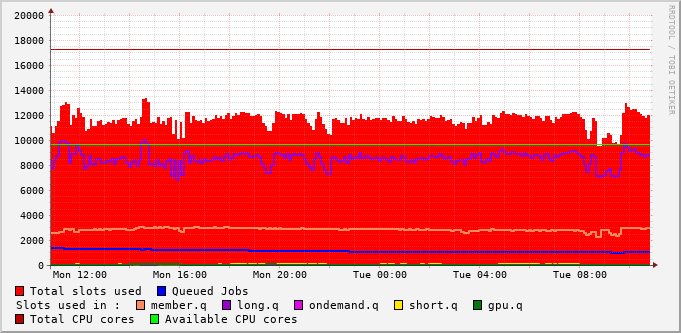 20000
18000
16000
14000
12000
10000
8000
6000
4000
2000
0
Mon 12:00 Mon 16:00 Mon 20:00 Tue 00:00 Tue 04:00 Tue 08:00
Total slots used Queued Jobs
Slots used in : member.q long.q ondemand.q short.q gpu.q
Total CPU cores Available CPU cores
RRDTOOL / TOBI OETIKER